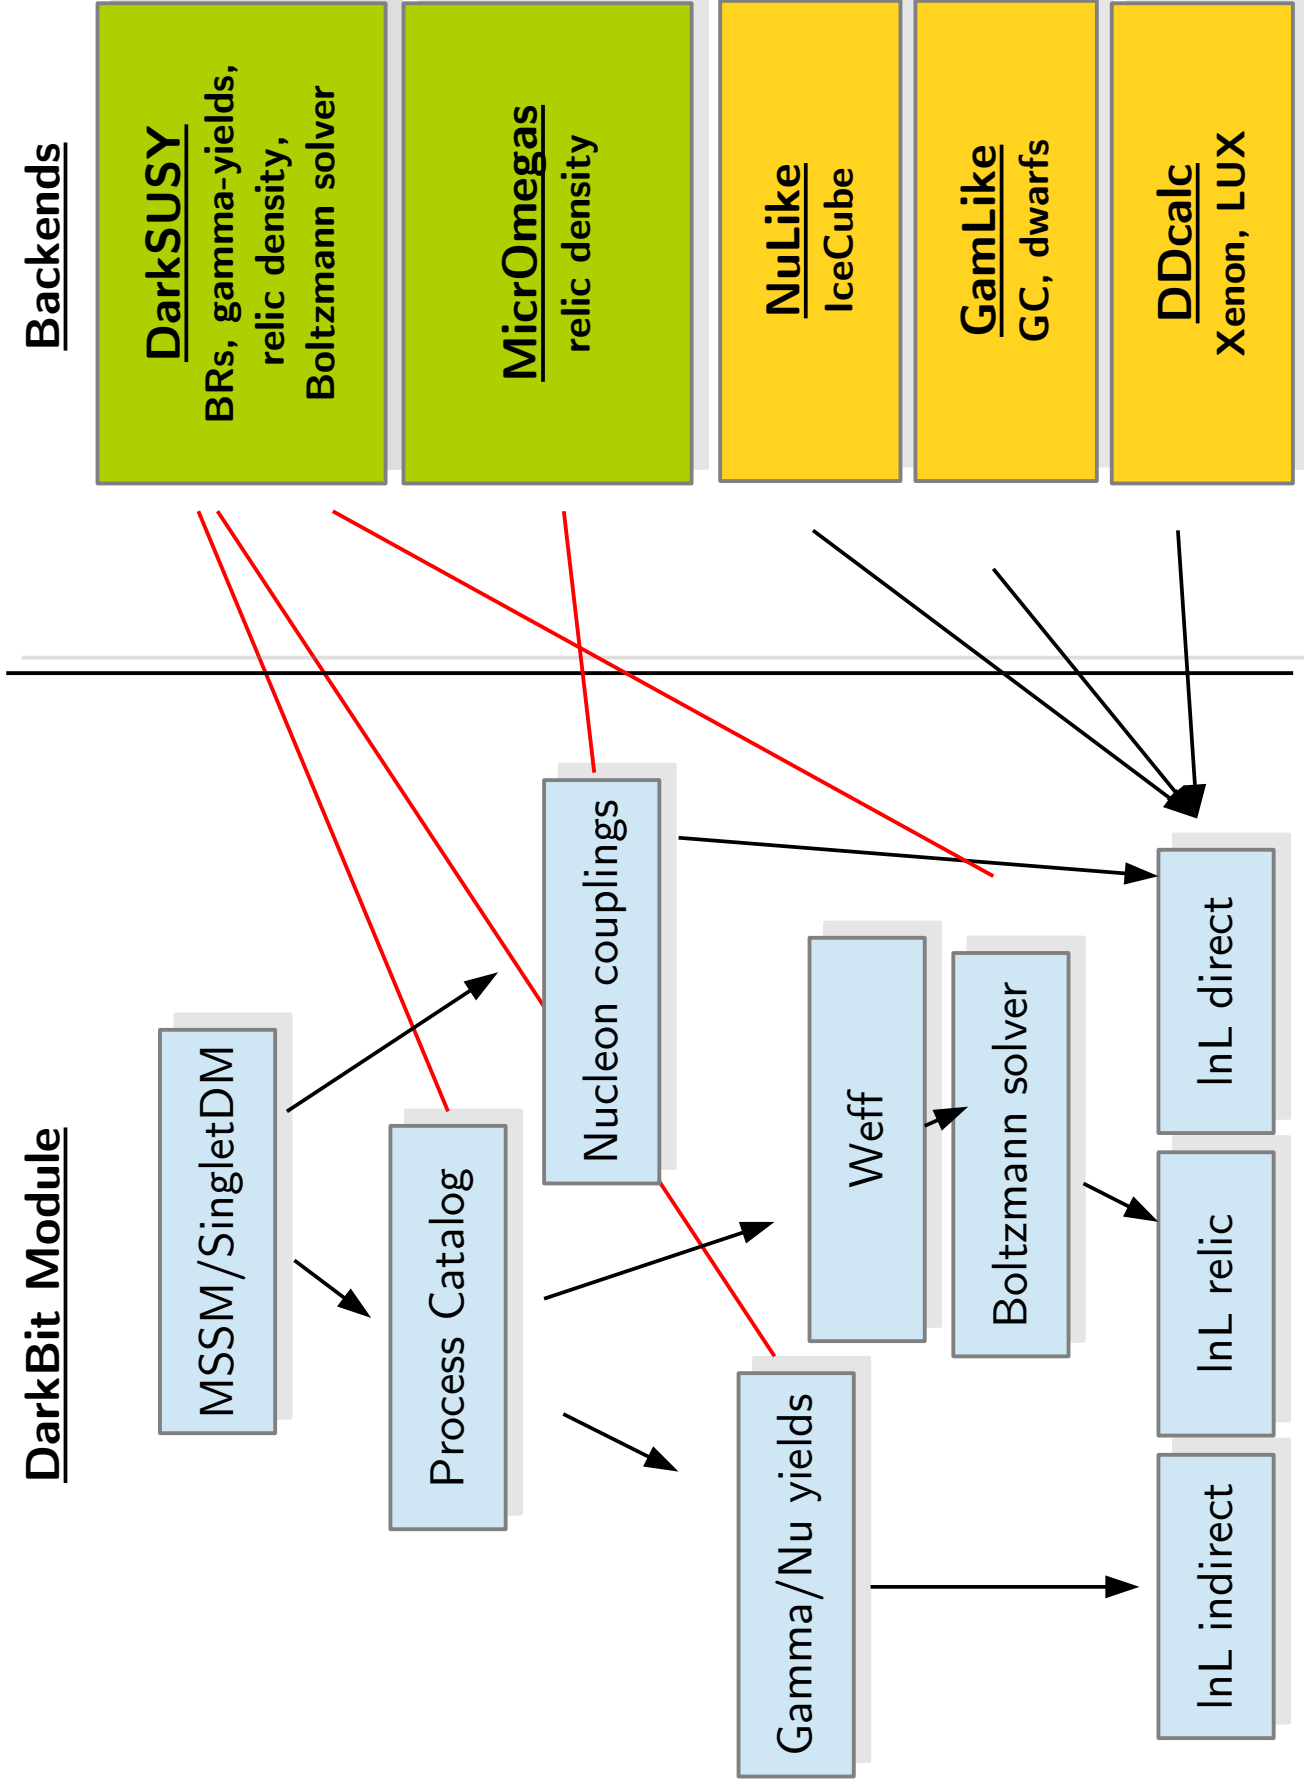 DarkBit Module
MSSM/SingletDM
Process Catalog
Nucleon couplings
Gamma/Nu yields
Weff
Boltzmann solver
lnL indirect
lnL relic
lnL direct
Backends
DarkSUSY
BRs, gamma-yields,
relic density,
Boltzmann solver
MicrOmegas
relic density
NuLike
IceCube
GamLike
GC, dwarfs
DDcalc
Xenon, LUX